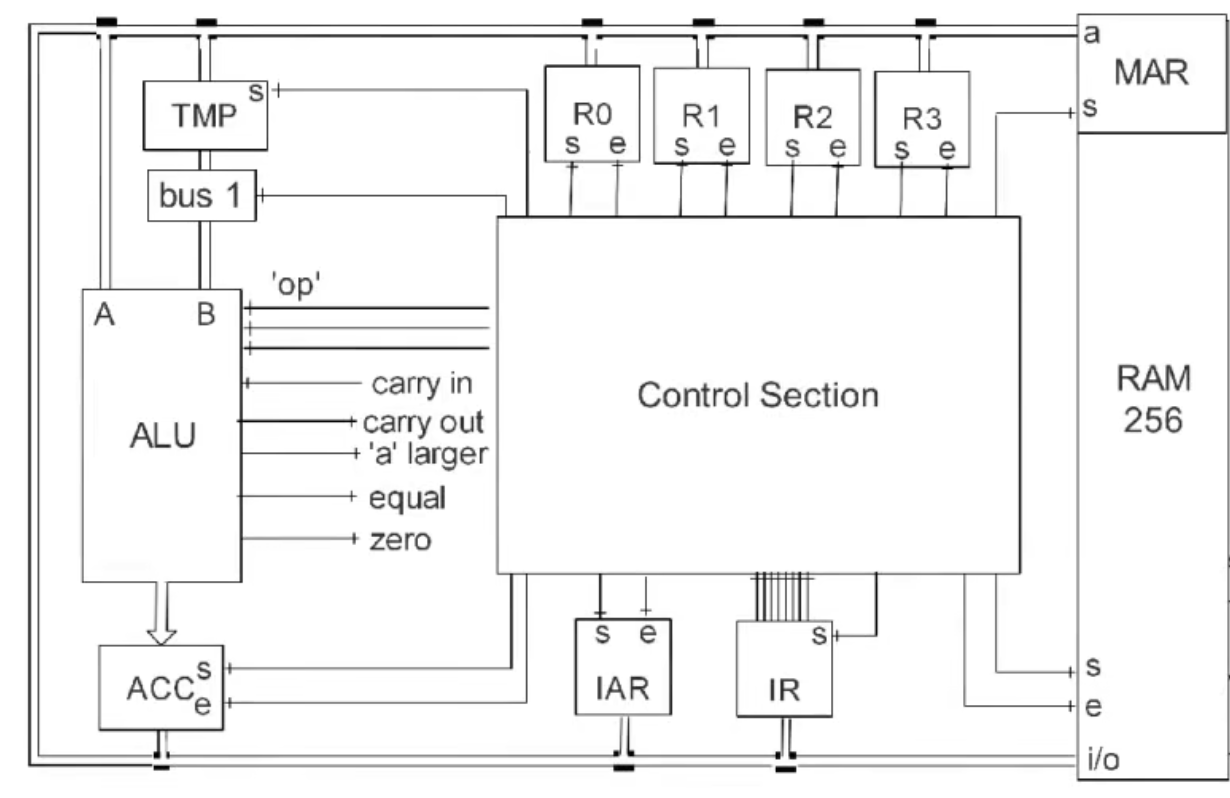 a
MAR
s
TMP s
R0
s e
R1
s e
R2
s e
R3
s e
bus 1
'op'
A B
carry in
carry out
'a' larger
equal
zero
ALU
Control Section
RAM
256
ACC s
e
s e
IAR
s
IR
s
e
i/o